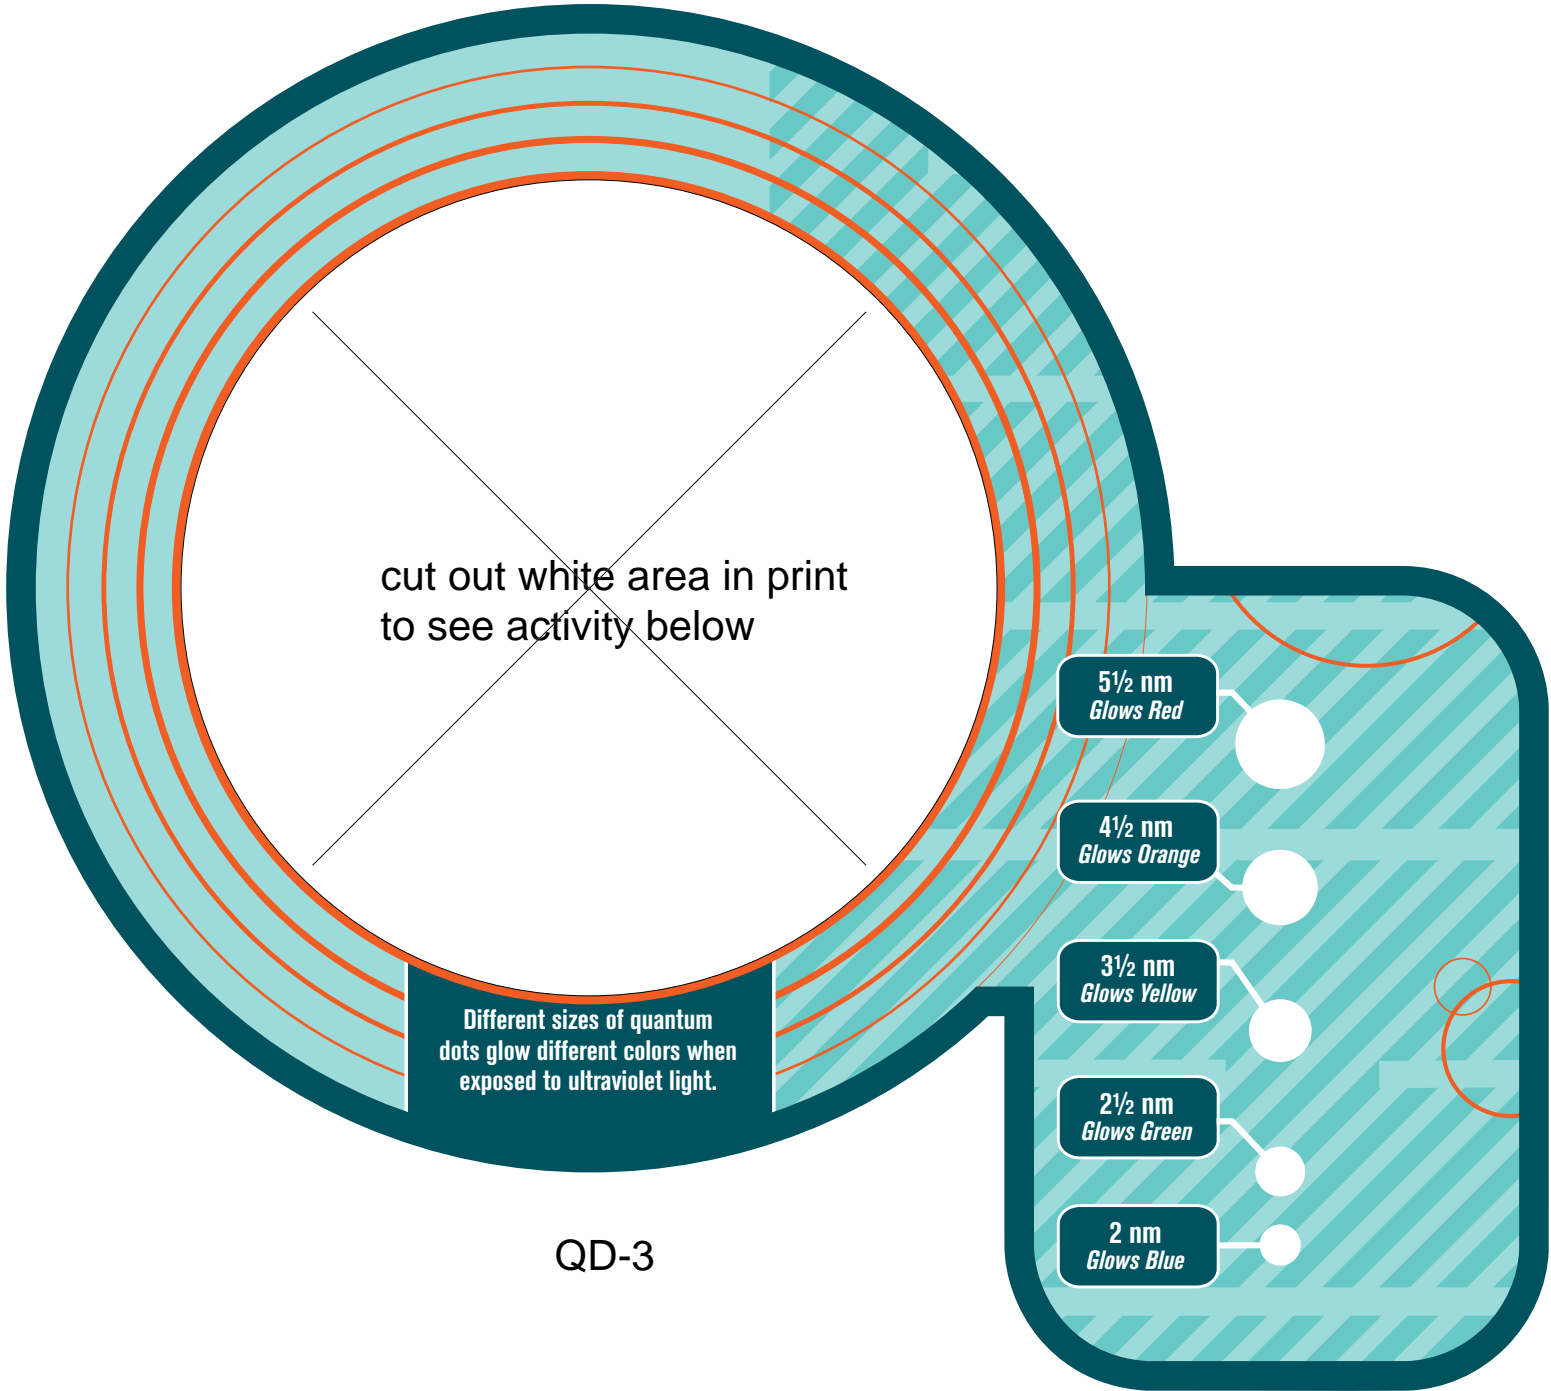 cut out white area in print
to see activity below
5½ nm
Glows Red
4½ nm
Glows Orange
3½ nm
Glows Yellow
2½ nm
Glows Green
2 nm
Glows Blue
Different sizes of quantum
dots glow different colors when
exposed to ultraviolet light.
QD-3